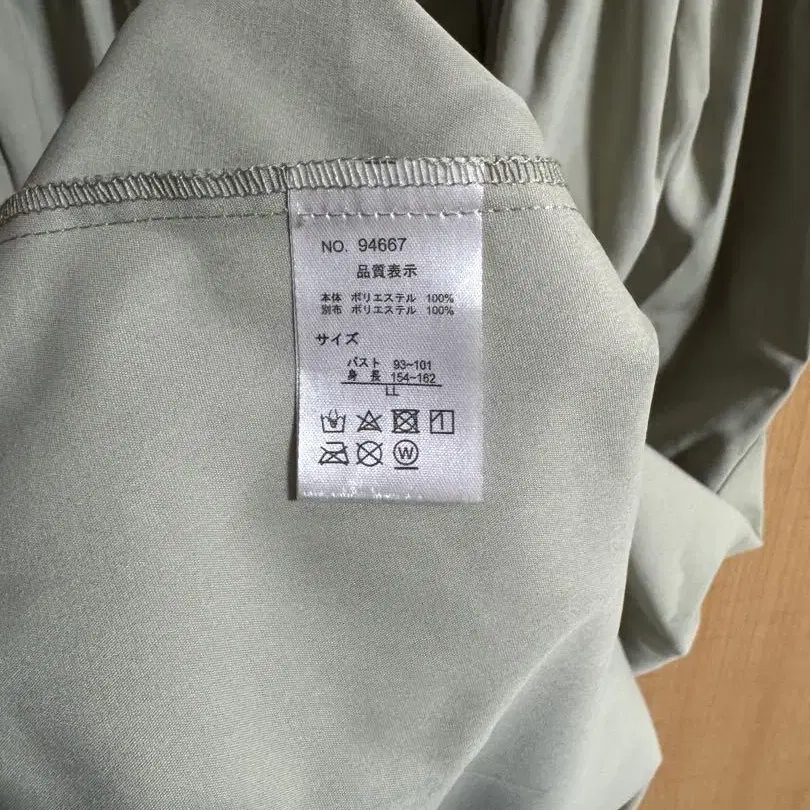 NO. 94667
品質表示
本体 ポリエステル 100%
別布 ポリエステル 100%
サイズ
バスト 93~101
身 長 154~162
LL
W